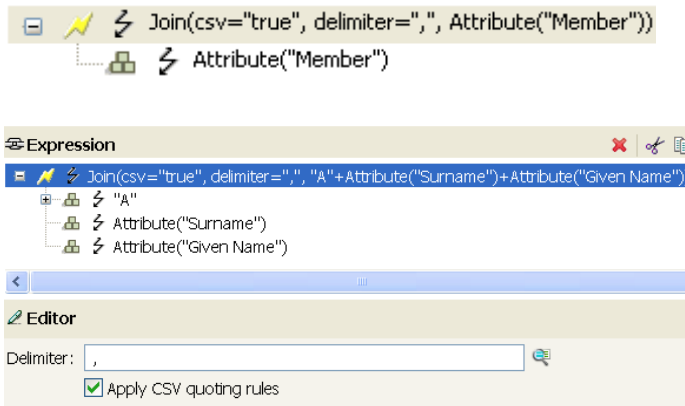 Join(csv="true", delimiter=",", Attribute("Member"))
Attribute("Member")
Expression
Join(csv="true", delimiter=",", "A"+Attribute("Surname")+Attribute("Given Name")
"A"
Attribute("Surname")
Attribute("Given Name")
Editor
Delimiter: ,
Apply CSV quoting rules